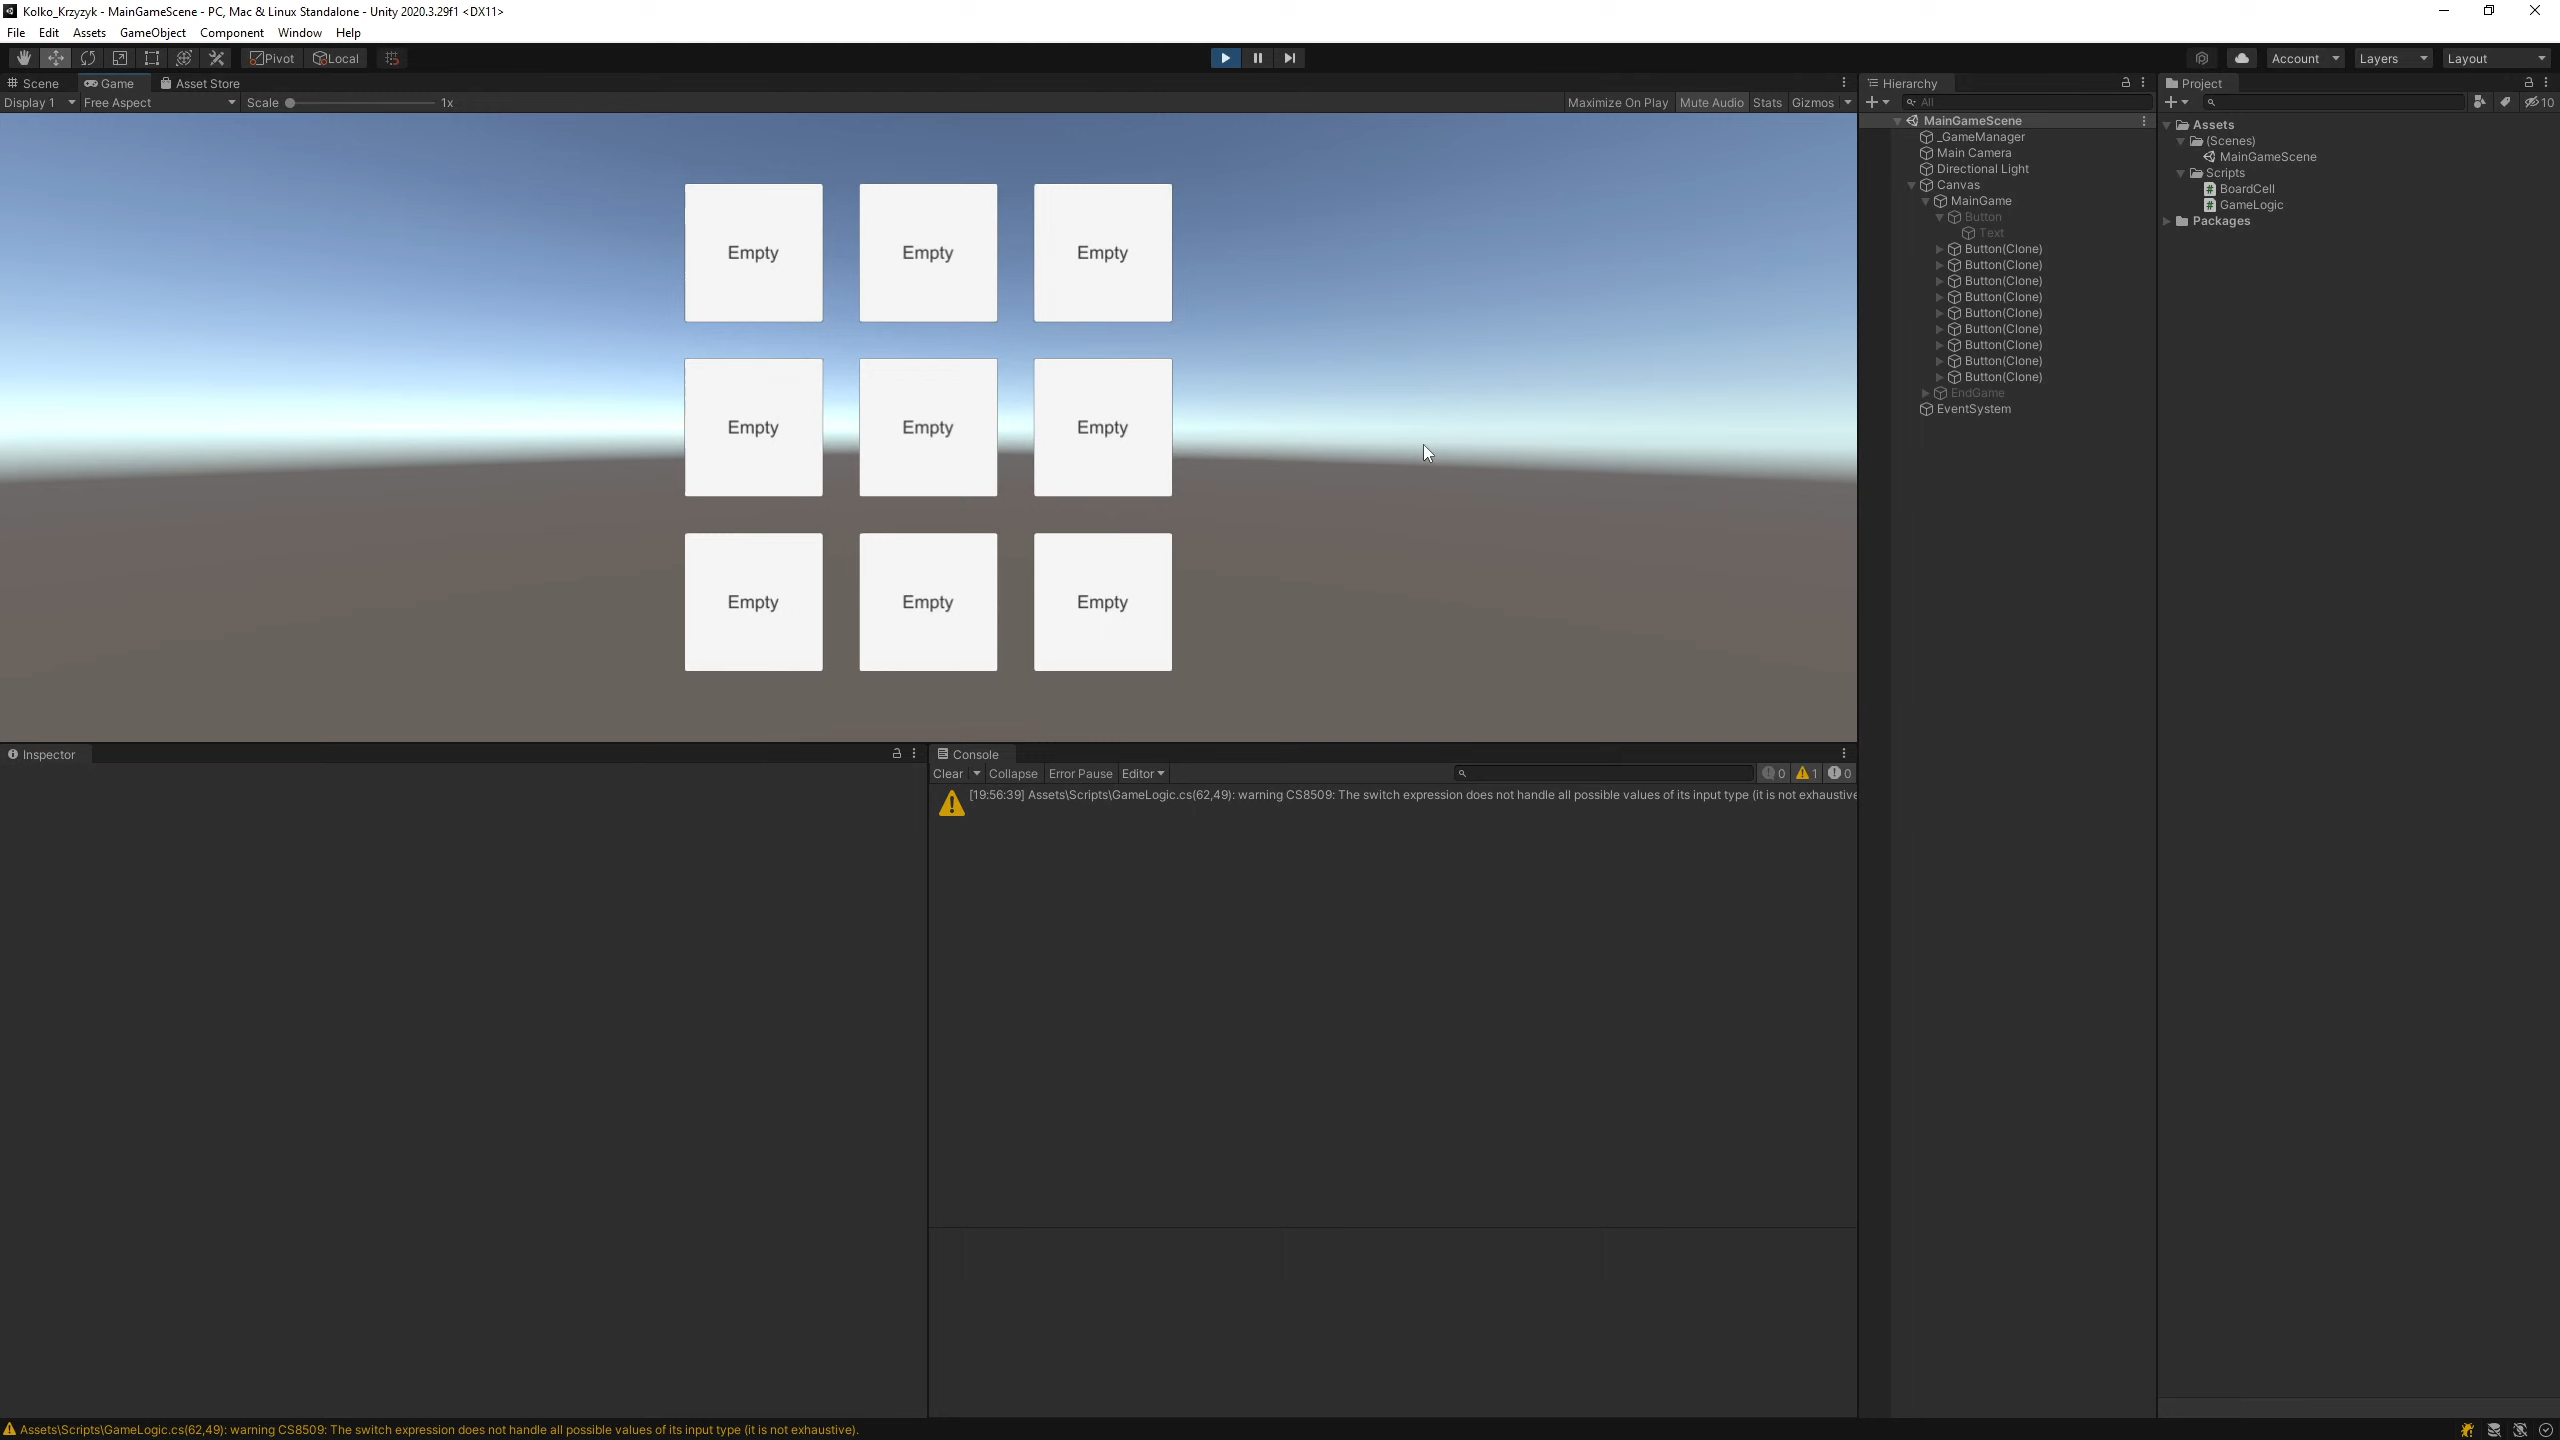 Kolko_Krzyzyk - MainGameScene - PC, Mac & Linux Standalone - Unity 2020.3.29f1 <DX11>
File Edit Assets GameObject Component Window Help
Pivot Local Account Layers Layout
Scene Game Asset Store
Display 1 Free Aspect Scale 1x Maximize On Play Mute Audio Stats Gizmos
Empty Empty Empty
Empty Empty Empty
Empty Empty Empty
Hierarchy
All
MainGameScene
_GameManager
Main Camera
Directional Light
Canvas
MainGame
Button
Text
Button(Clone)
Button(Clone)
Button(Clone)
Button(Clone)
Button(Clone)
Button(Clone)
Button(Clone)
Button(Clone)
Button(Clone)
EndGame
EventSystem
Project
10
Assets
(Scenes)
MainGameScene
Scripts
BoardCell
GameLogic
Packages
Inspector
Console
Clear Collapse Error Pause Editor 0 1 0
[19:56:39] Assets\Scripts\GameLogic.cs(62,49): warning CS8509: The switch expression does not handle all possible values of its input type (it is not exhaustive
Assets\Scripts\GameLogic.cs(62,49): warning CS8509: The switch expression does not handle all possible values of its input type (it is not exhaustive).